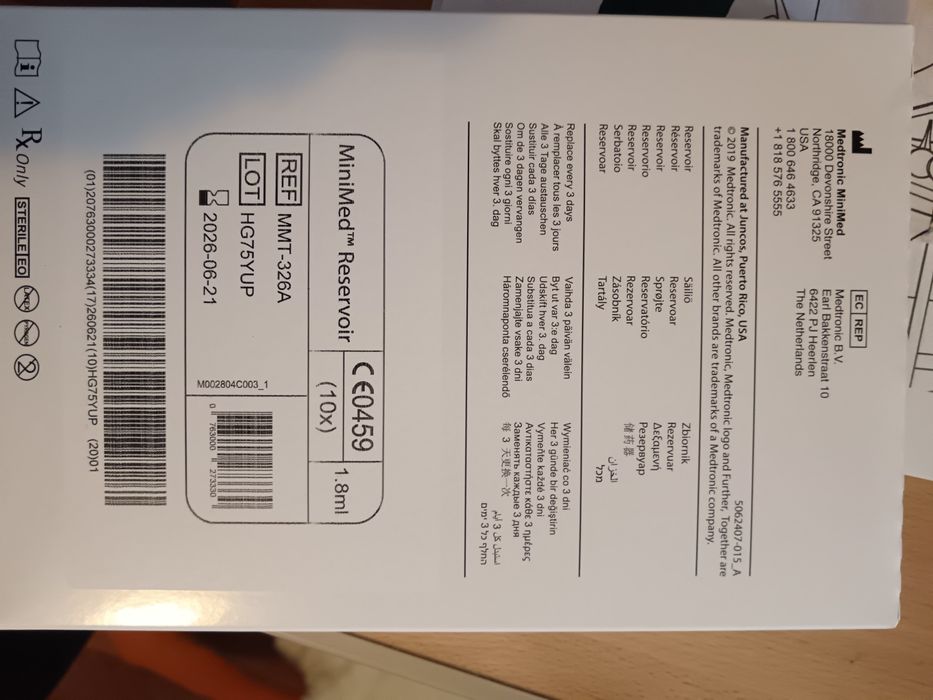 Medtronic MiniMed
18000 Devonshire Street
Northridge, CA 91325
USA
1 800 646 4633
+1 818 576 5555
EC REP
Medtronic B.V.
Earl Bakkenstraat 10
6422 PJ Heerlen
The Netherlands
5062407-015_A
Manufactured at Juncos, Puerto Rico, USA
© 2019 Medtronic. All rights reserved. Medtronic, Medtronic logo and Further, Together are
trademarks of Medtronic. All other brands are trademarks of a Medtronic company.
Reservoir
Réservoir
Reservoir
Reservorio
Reservoir
Serbatoio
Reservoar
Säiliö
Reservoar
Sprøjte
Reservatório
Rezervoar
Zásobník
Tartály
Zbiornik
Rezervuar
Δεξαμενή
Резервуар
储药器
الخزان
מכל
Replace every 3 days
À remplacer tous les 3 jours
Alle 3 Tage austauschen
Sustituir cada 3 días
Om de 3 dagen vervangen
Sostituire ogni 3 giorni
Skal byttes hver 3. dag
Vaihda 3 päivän välein
Byt ut var 3:e dag
Udskift hver 3. dag
Substitua a cada 3 dias
Zamenjajte vsake 3 dni
Háromnaponta cserélendő
Wymieniać co 3 dni
Her 3 günde bir değiştirin
Vyměňte každé 3 dny
Αντικαταστήστε κάθε 3 ημέρες
Заменять каждые 3 дня
每 3 天更换一次
استبدل كل 3 أيام
החלף כל 3 ימים
MiniMed™ Reservoir
CE0459
(10x)
1.8ml
REF MMT-326A
LOT HG75YUP
2026-06-21
M002804C003_1
0 763000 273330
(01)20763000273334(17)260621(10)HG75YUP (20)01
Rx Only
STERILE EO
LATEX